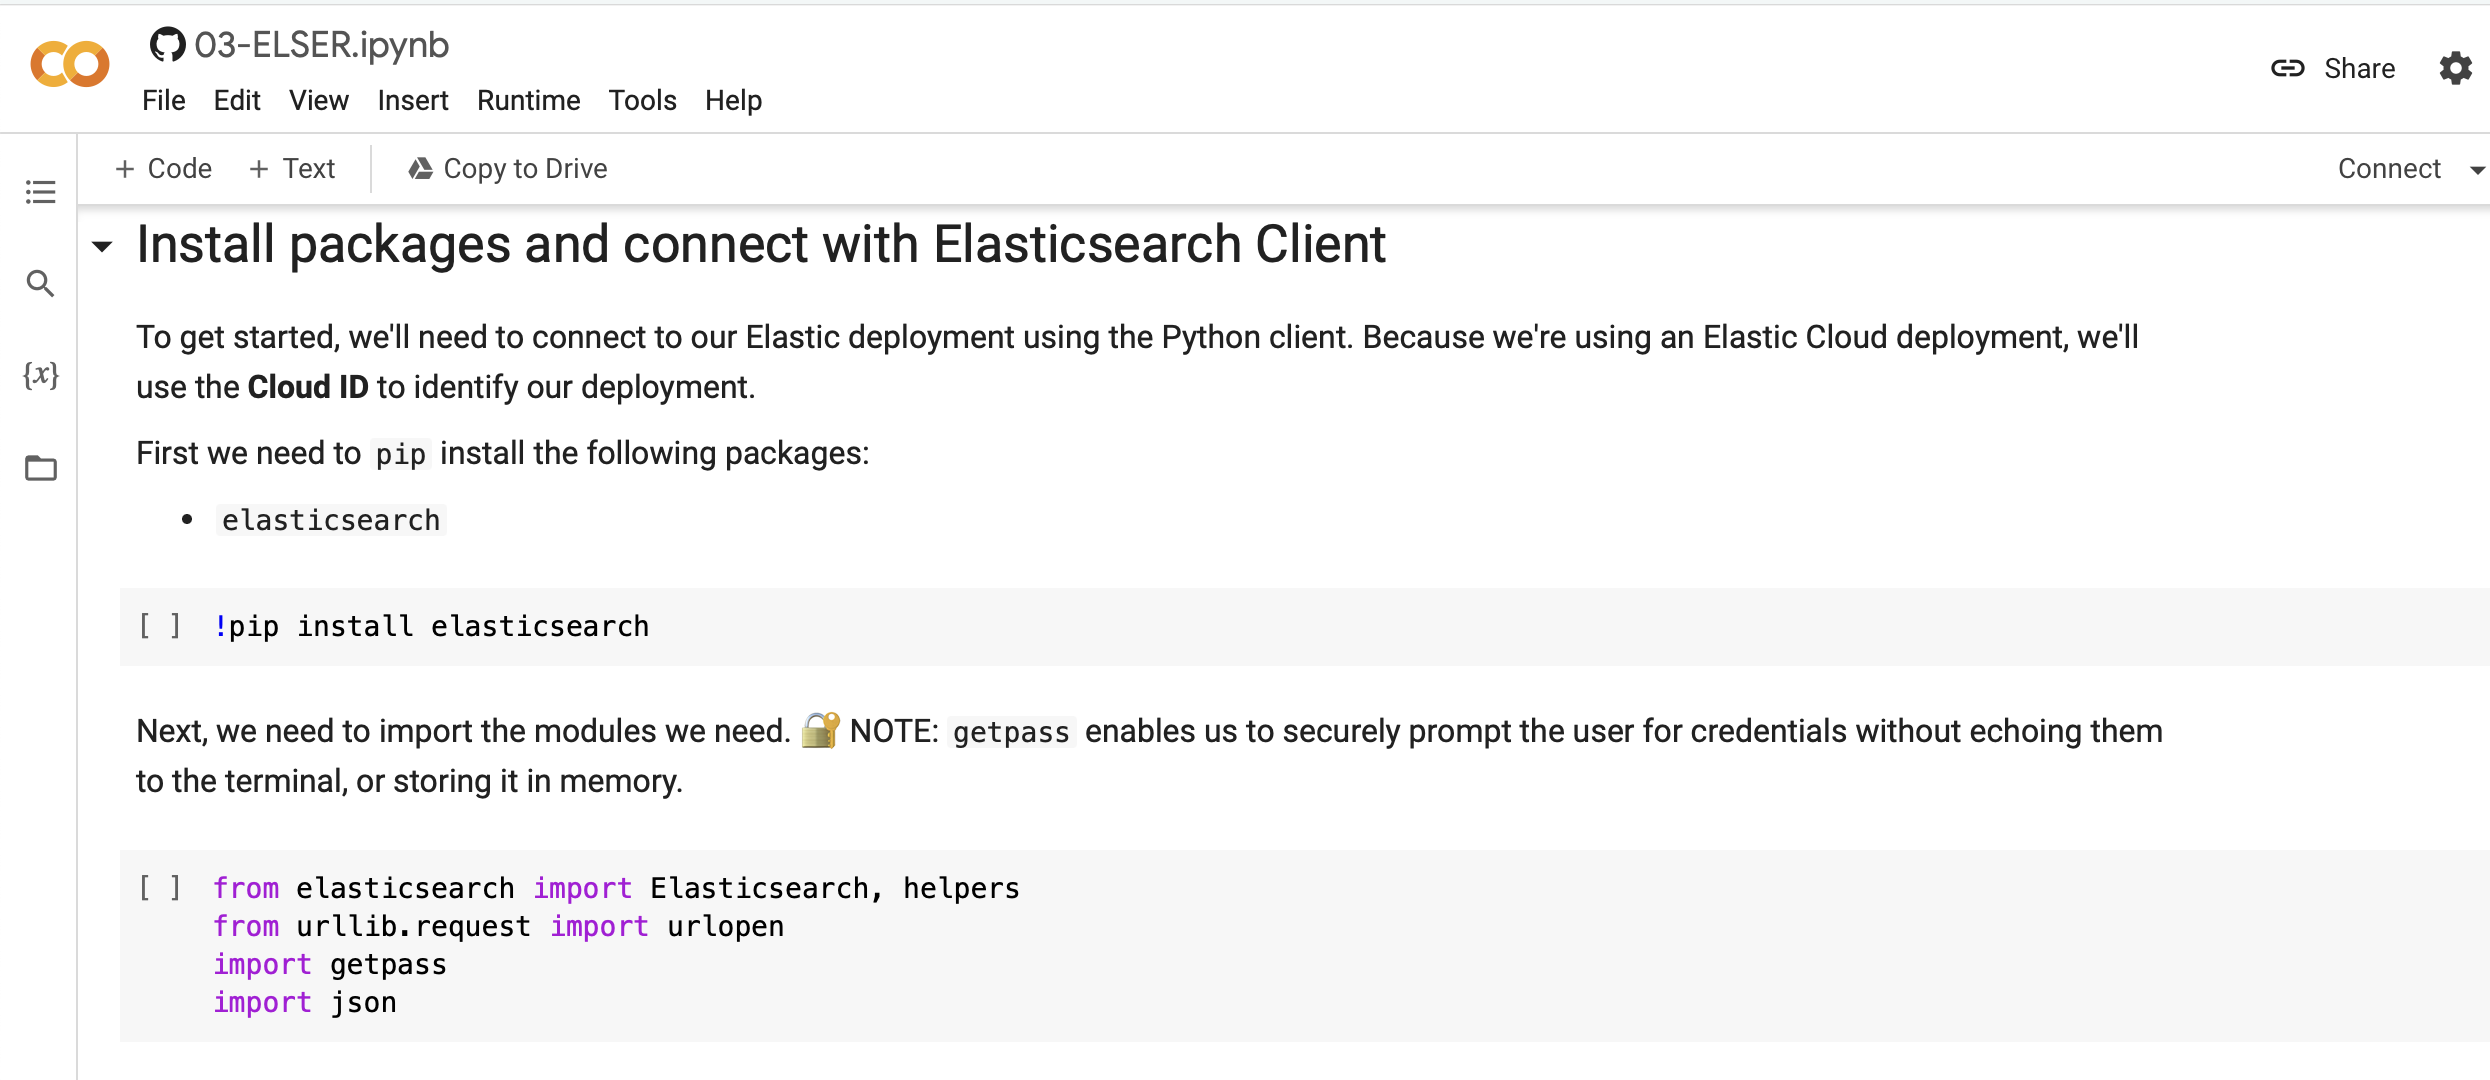 03-ELSER.ipynb
File Edit View Insert Runtime Tools Help
Share
+ Code + Text Copy to Drive
Connect
Install packages and connect with Elasticsearch Client
{x}
To get started, we'll need to connect to our Elastic deployment using the Python client. Because we're using an Elastic Cloud deployment, we'll
use the Cloud ID to identify our deployment.
First we need to pip install the following packages:
• elasticsearch
[ ] !pip install elasticsearch
Next, we need to import the modules we need. 🔐 NOTE: getpass enables us to securely prompt the user for credentials without echoing them
to the terminal, or storing it in memory.
[ ] from elasticsearch import Elasticsearch, helpers
from urllib.request import urlopen
import getpass
import json